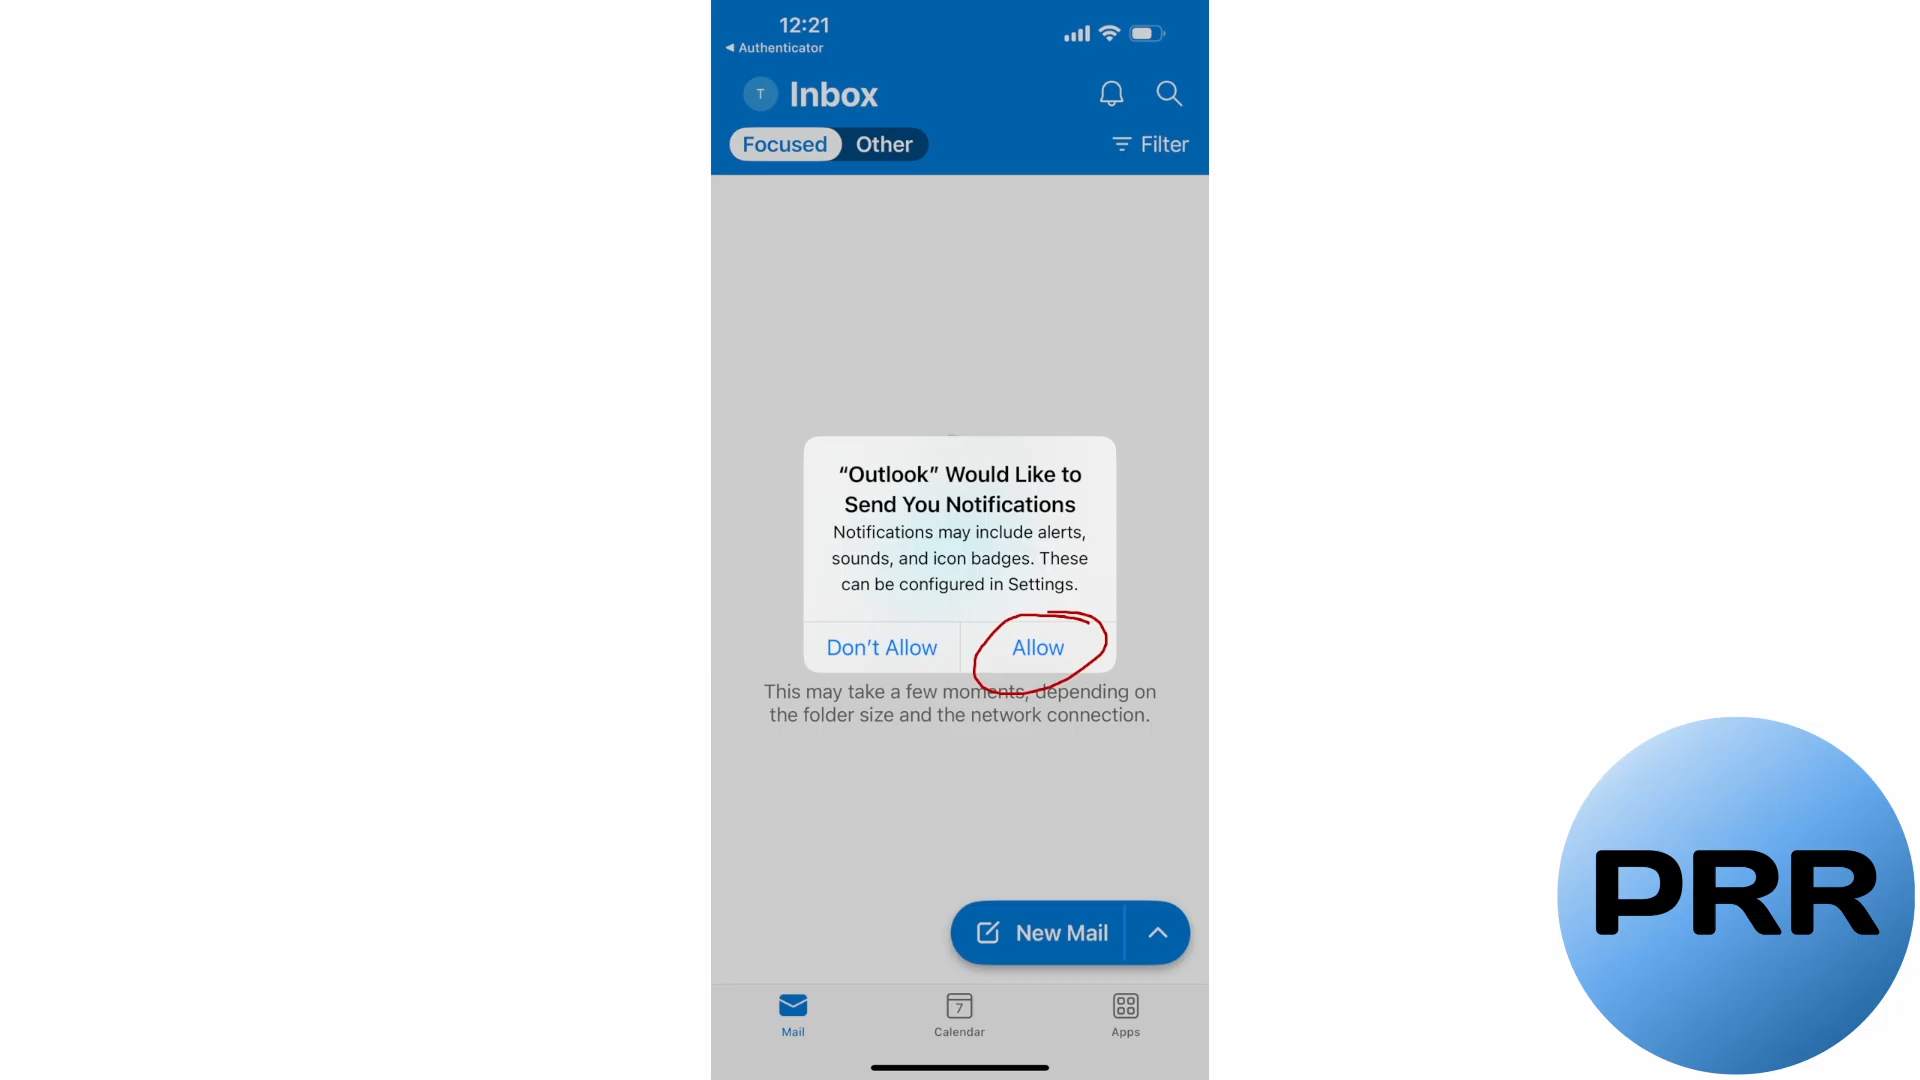 12:21
◀ Authenticator
T Inbox
Focused Other Filter
“Outlook” Would Like to
Send You Notifications
Notifications may include alerts,
sounds, and icon badges. These
can be configured in Settings.
Don’t Allow Allow
This may take a few moments, depending on
the folder size and the network connection.
New Mail
7
Mail Calendar Apps
PRR